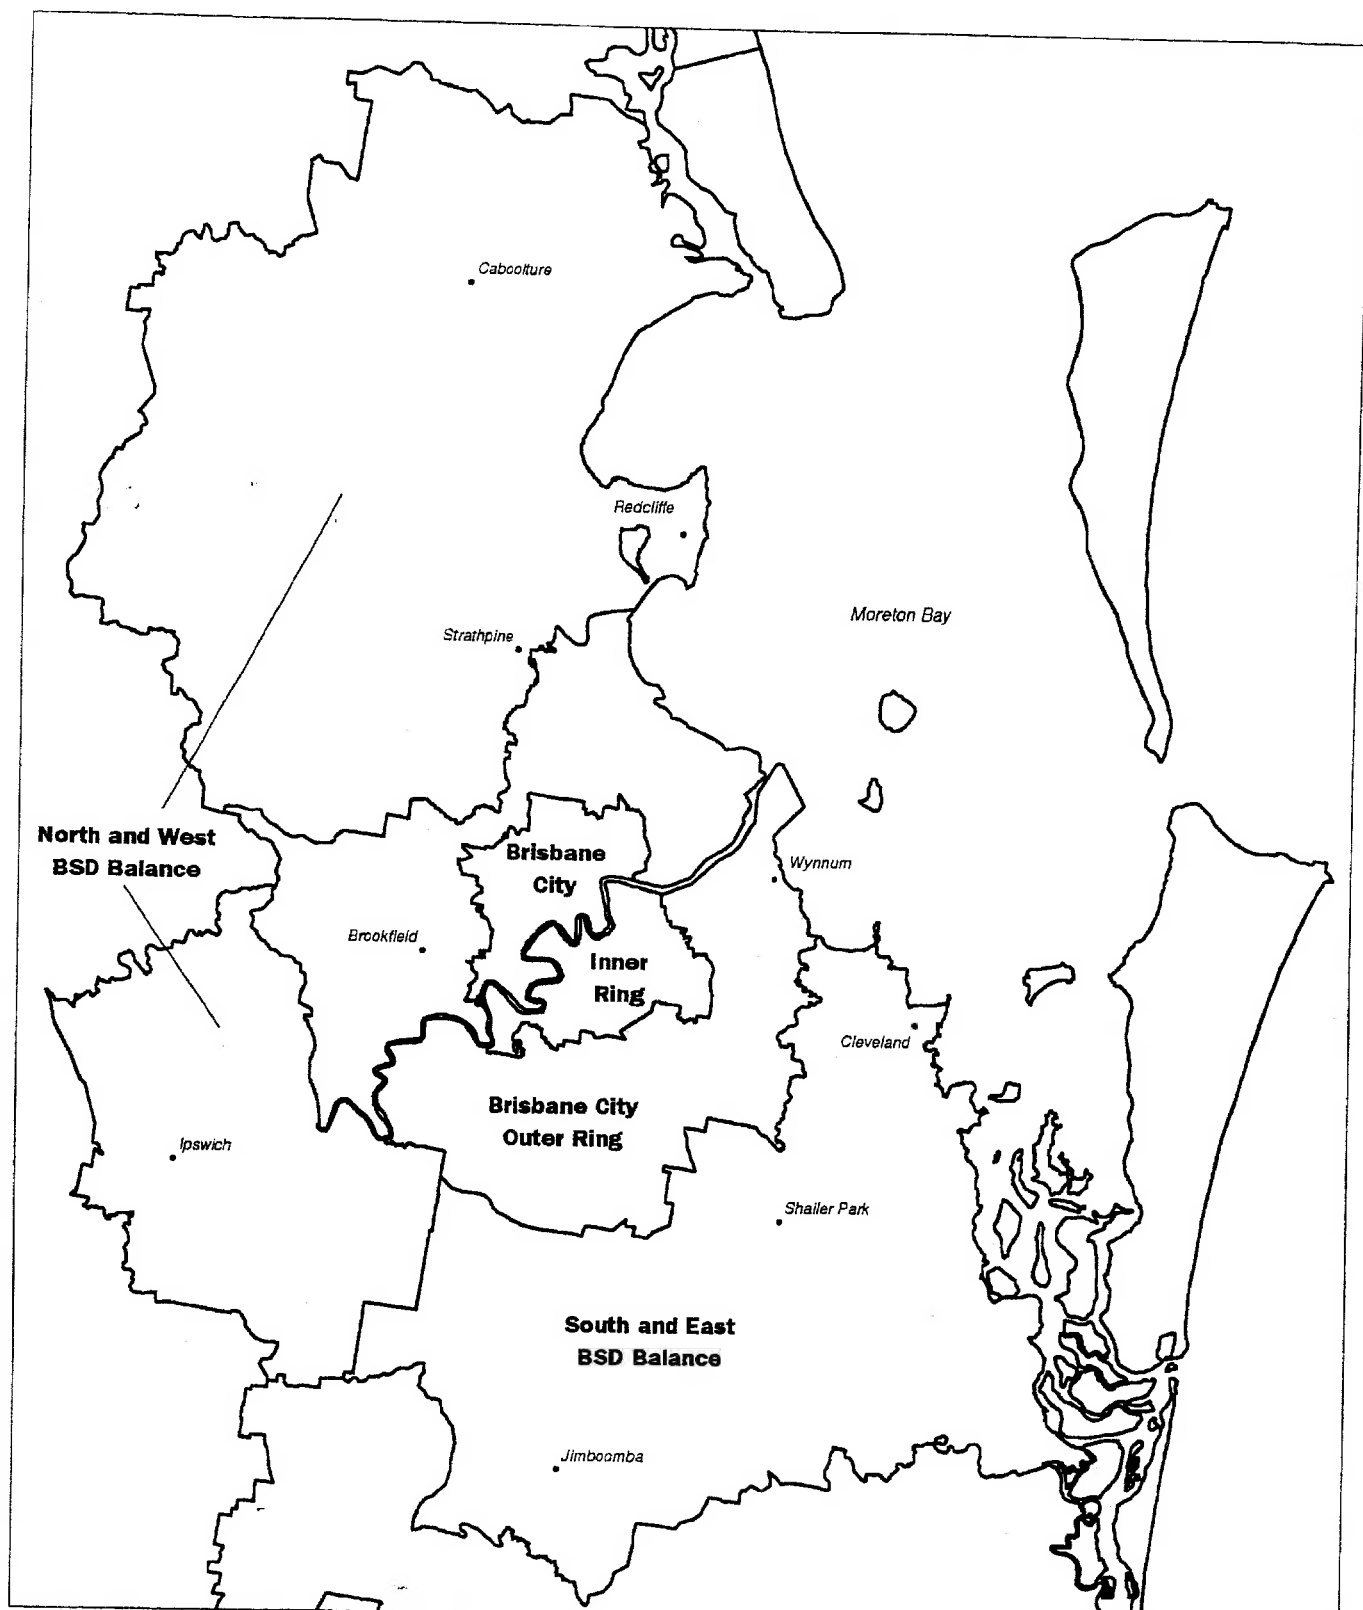 Caboolture
Redcliffe
Moreton Bay
Strathpine
North and West
BSD Balance
Brisbane
City
Wynnum
Brookfield
Inner
Ring
Cleveland
Brisbane City
Outer Ring
Ipswich
Shailer Park
South and East
BSD Balance
Jimboomba